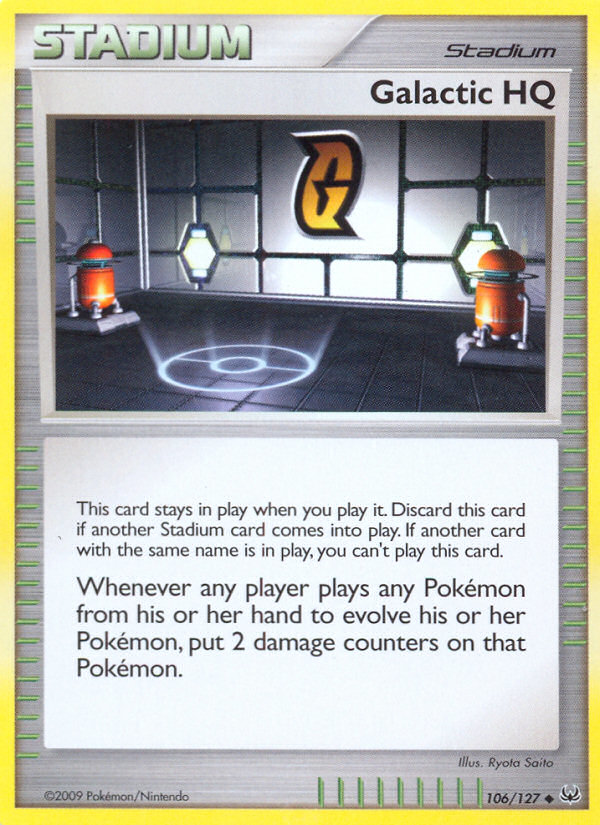 STADIUM
Stadium
Galactic HQ
G
This card stays in play when you play it. Discard this card
if another Stadium card comes into play. If another card
with the same name is in play, you can't play this card.
Whenever any player plays any Pokémon
from his or her hand to evolve his or her
Pokémon, put 2 damage counters on that
Pokémon.
Illus. Ryota Saito
©2009 Pokémon/Nintendo
106/127